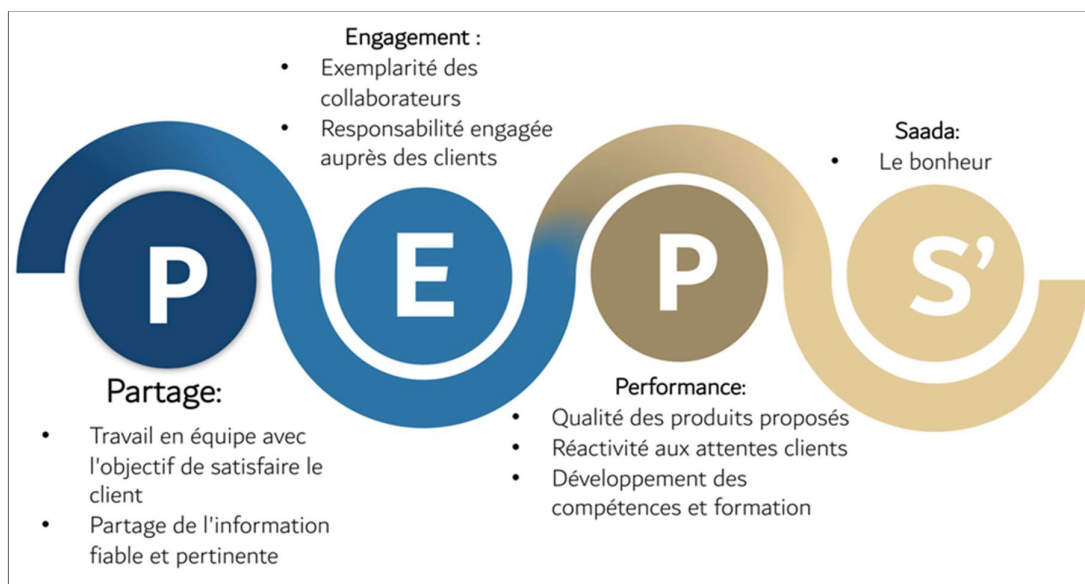 Engagement :
• Exemplarité des
collaborateurs
• Responsabilité engagée
auprès des clients
Saada:
• Le bonheur
P
E
P
S’
Partage:
• Travail en équipe avec
l'objectif de satisfaire le
client
• Partage de l'information
fiable et pertinente
Performance:
• Qualité des produits proposés
• Réactivité aux attentes clients
• Développement des
compétences et formation